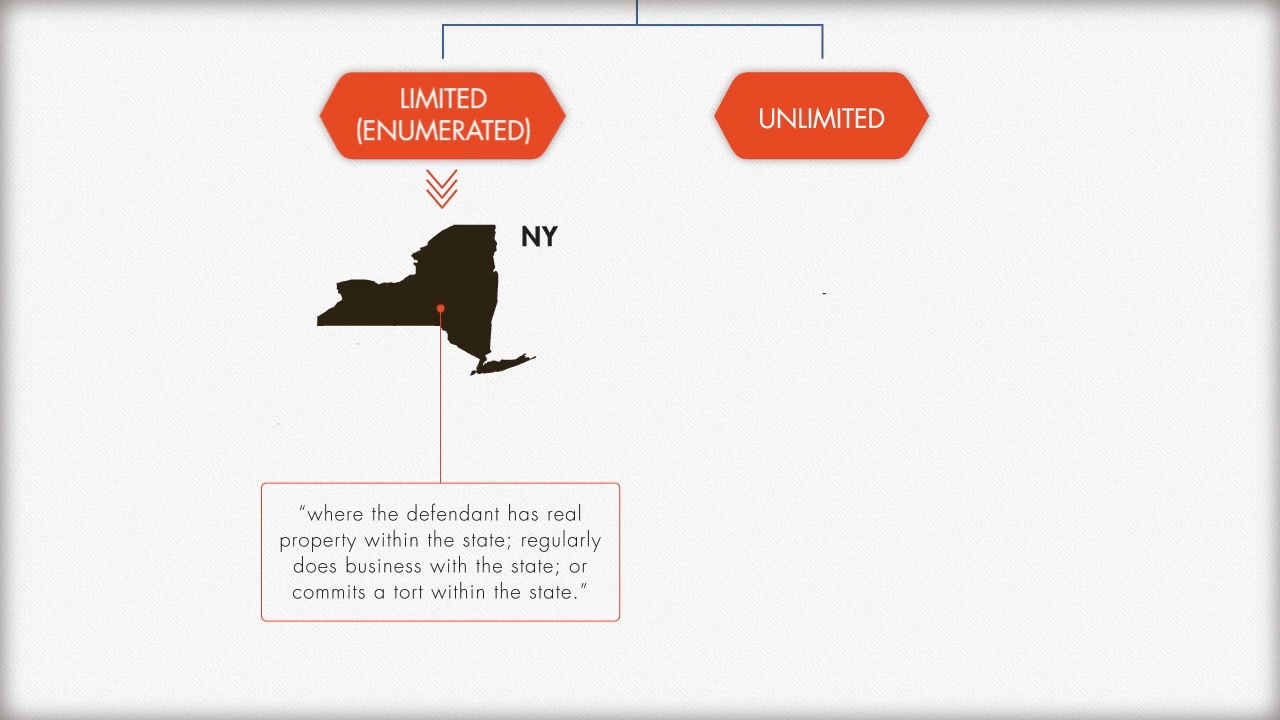 LIMITED
(ENUMERATED)
UNLIMITED
NY
“where the defendant has real
property within the state; regularly
does business with the state; or
commits a tort within the state.”